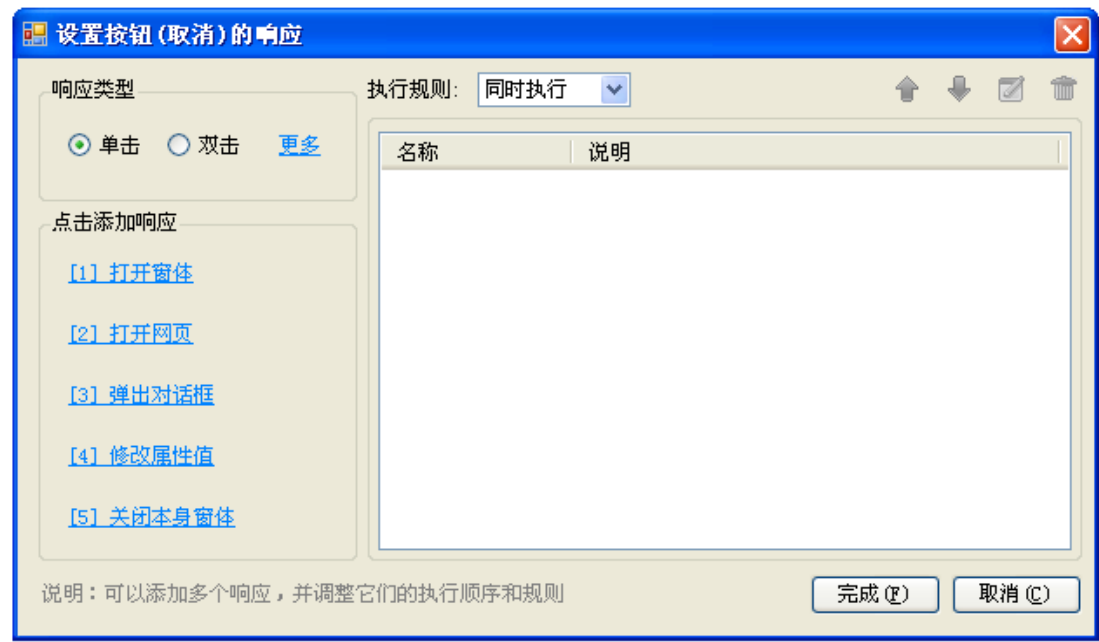 设置按钮(取消)的响应
响应类型
单击 双击 更多
点击添加响应
[1] 打开窗体
[2] 打开网页
[3] 弹出对话框
[4] 修改属性值
[5] 关闭本身窗体
执行规则: 同时执行
名称 说明
说明：可以添加多个响应，并调整它们的执行顺序和规则
完成(F) 取消(C)